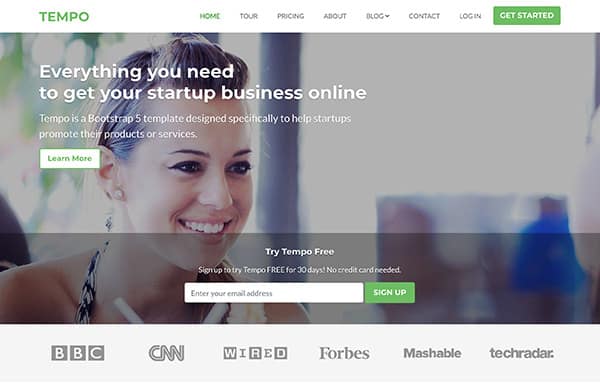 TEMPO
HOME TOUR PRICING ABOUT BLOG CONTACT LOG IN GET STARTED
Everything you need
to get your startup business online
Tempo is a Bootstrap 5 template designed specifically to help startups
promote their products or services.
Learn More
Try Tempo Free
Sign up to try Tempo FREE for 30 days! No credit card needed.
Enter your email address SIGN UP
BBC CNN WIRED Forbes Mashable techradar.